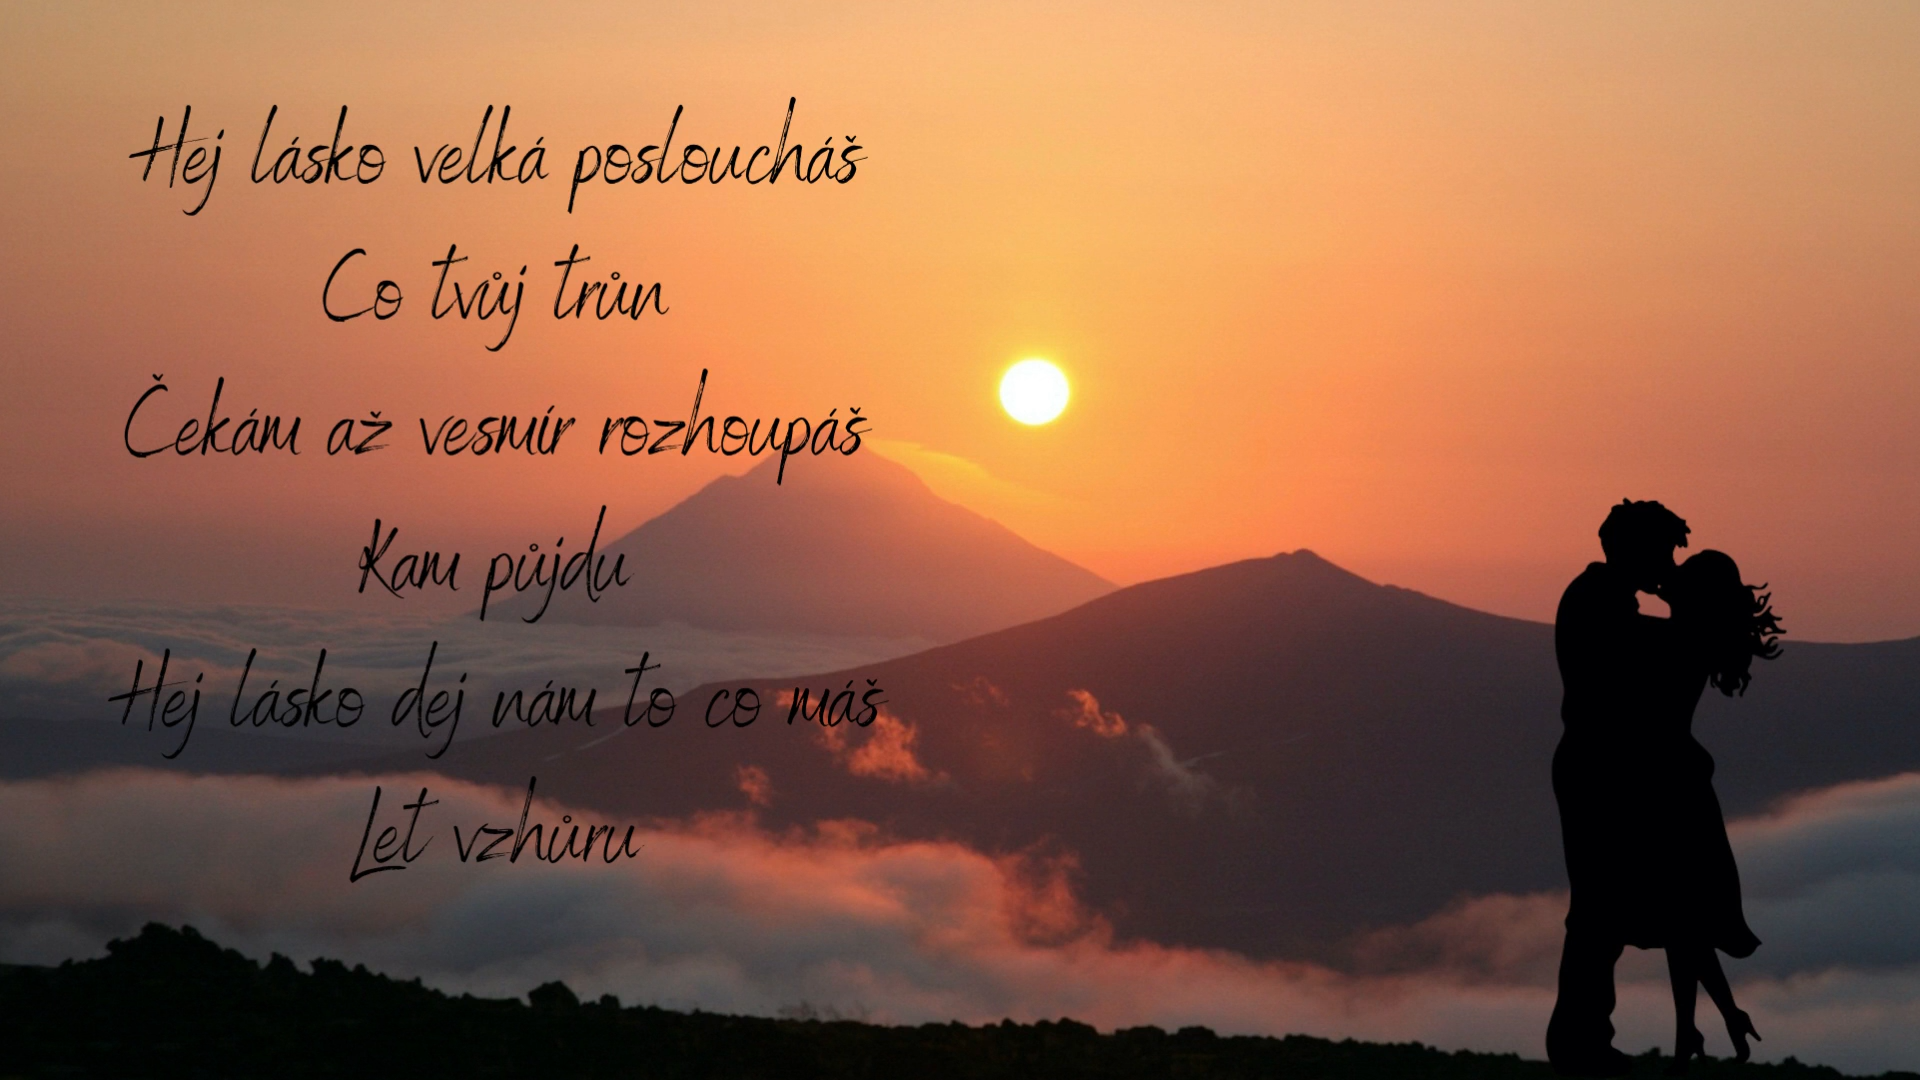 Hej lásko velká posloucháš
Co tvůj trůn
Čekám až vesmír rozhoupáš
Kam půjdu
Hej lásko dej nám to co máš
Let vzhůru